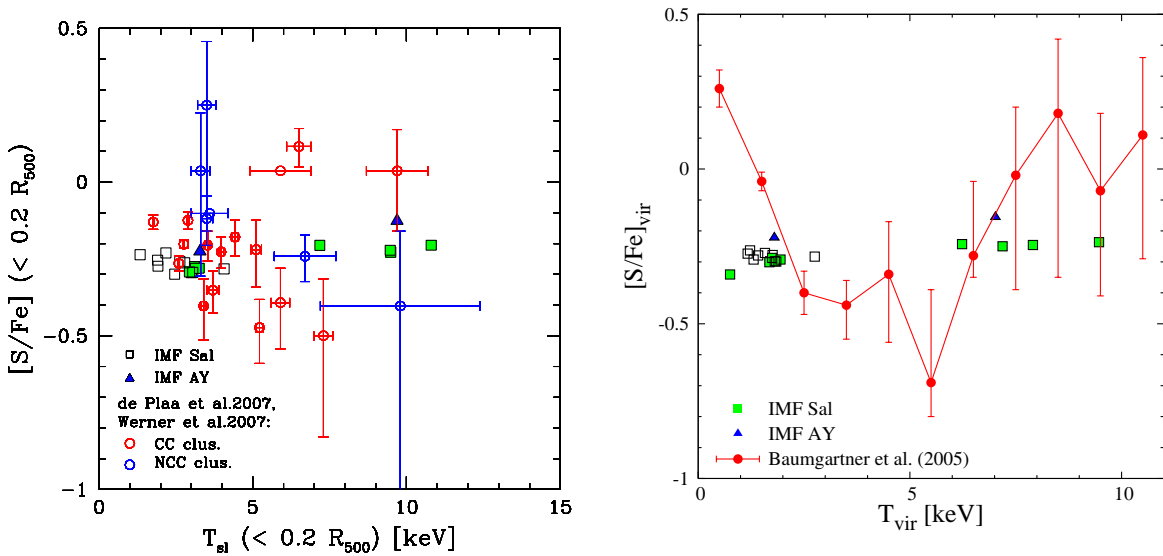 0.5
0
-0.5
-1
[S/Fe] (< 0.2 R500)
IMF Sal
IMF AY
de Plaa et al.2007,
Werner et al.2007:
CC clus.
NCC clus.
0 5 10 15
Tsl (< 0.2 R500) [keV]
0.5
0
-0.5
-1
[S/Fe]vir
IMF Sal
IMF AY
Baumgartner et al. (2005)
0 5 10
Tvir [keV]